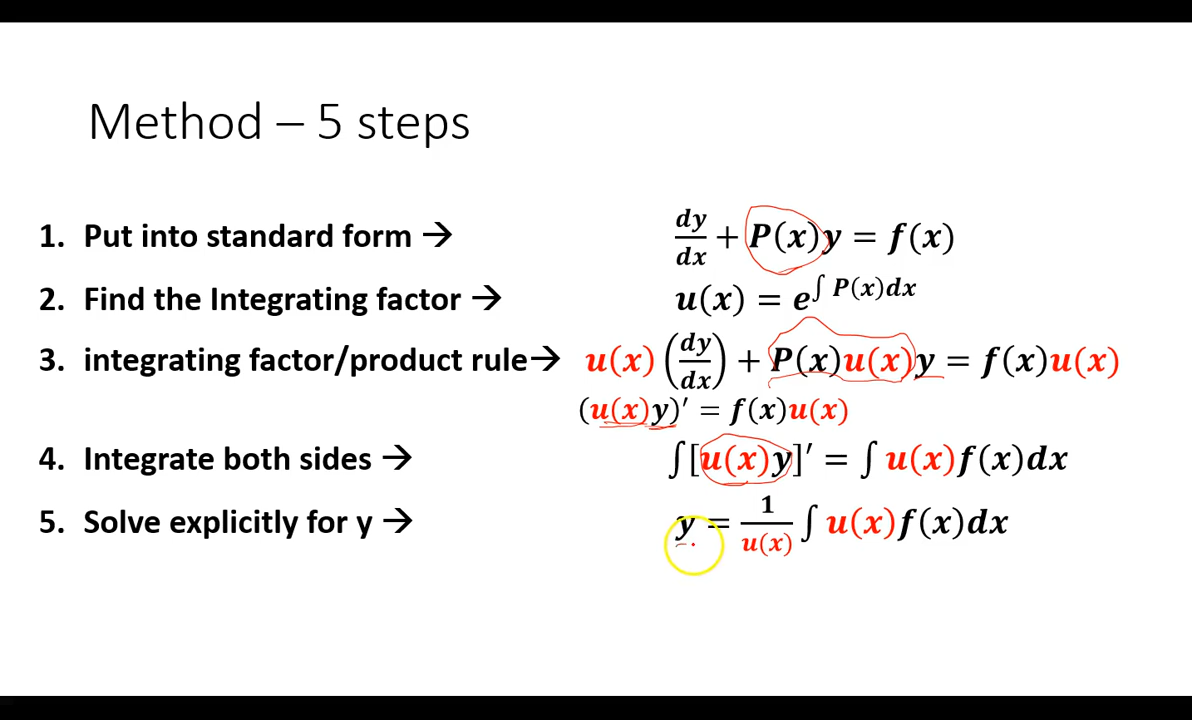 Method – 5 steps
1. Put into standard form → dy/dx + P(x)y = f(x)
2. Find the Integrating factor → u(x) = e^∫ P(x)dx
3. integrating factor/product rule→ u(x) (dy/dx) + P(x)u(x)y = f(x)u(x)
(u(x)y)′ = f(x)u(x)
4. Integrate both sides → ∫[u(x)y]′ = ∫ u(x)f(x)dx
5. Solve explicitly for y → y = 1/u(x) ∫ u(x)f(x)dx